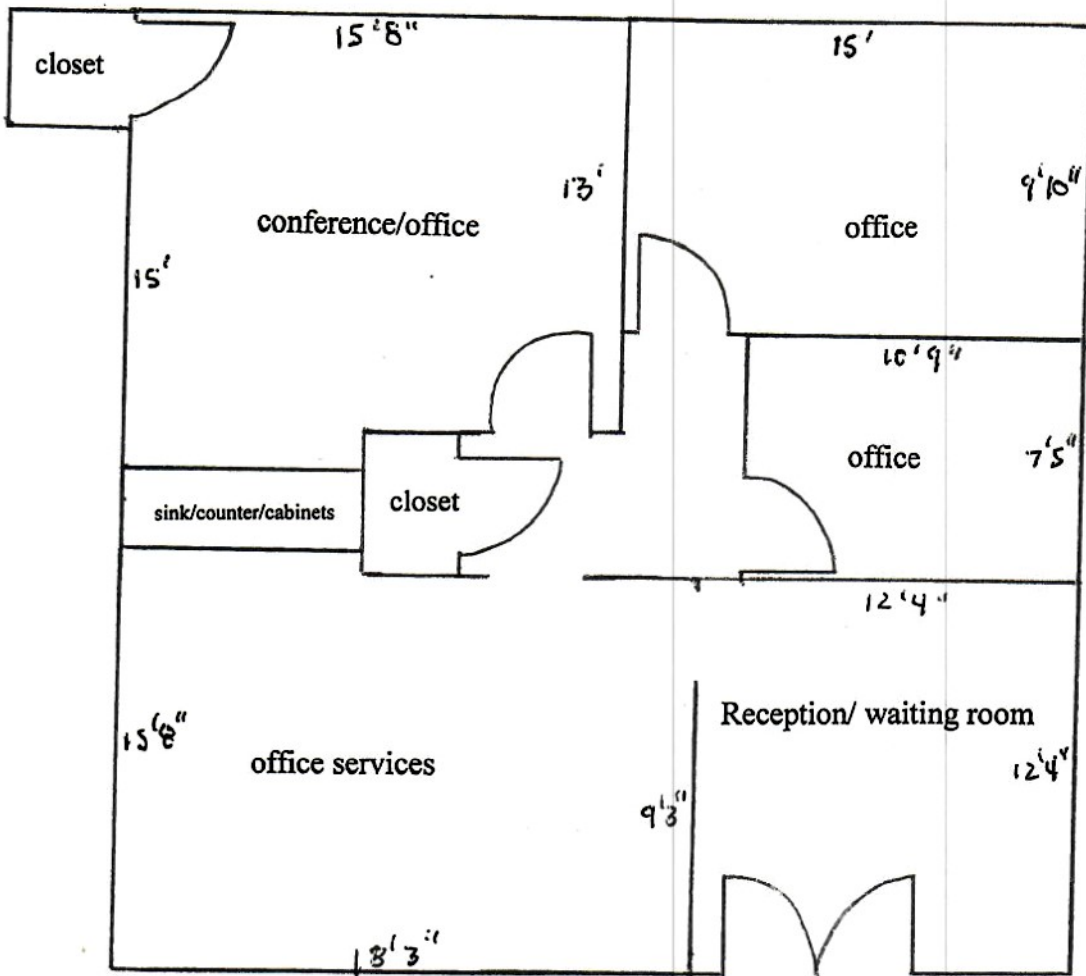 15'8"
15'
closet
13'
9'10"
conference/office
office
15'
10'9"
office
7'5"
closet
sink/counter/cabinets
12'4"
Reception/ waiting room
15'8"
office services
12'4"
9'3"
8'3"